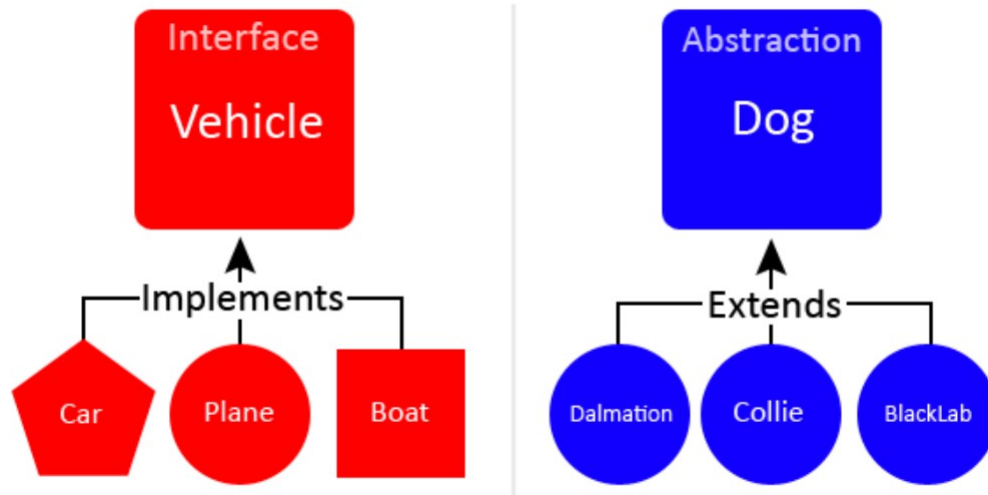 Interface
Vehicle
Implements
Car
Plane
Boat
Abstraction
Dog
Extends
Dalmation
Collie
BlackLab